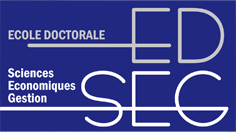 ECOLE DOCTORALE
ED
Sciences
Economiques
Gestion
SEG